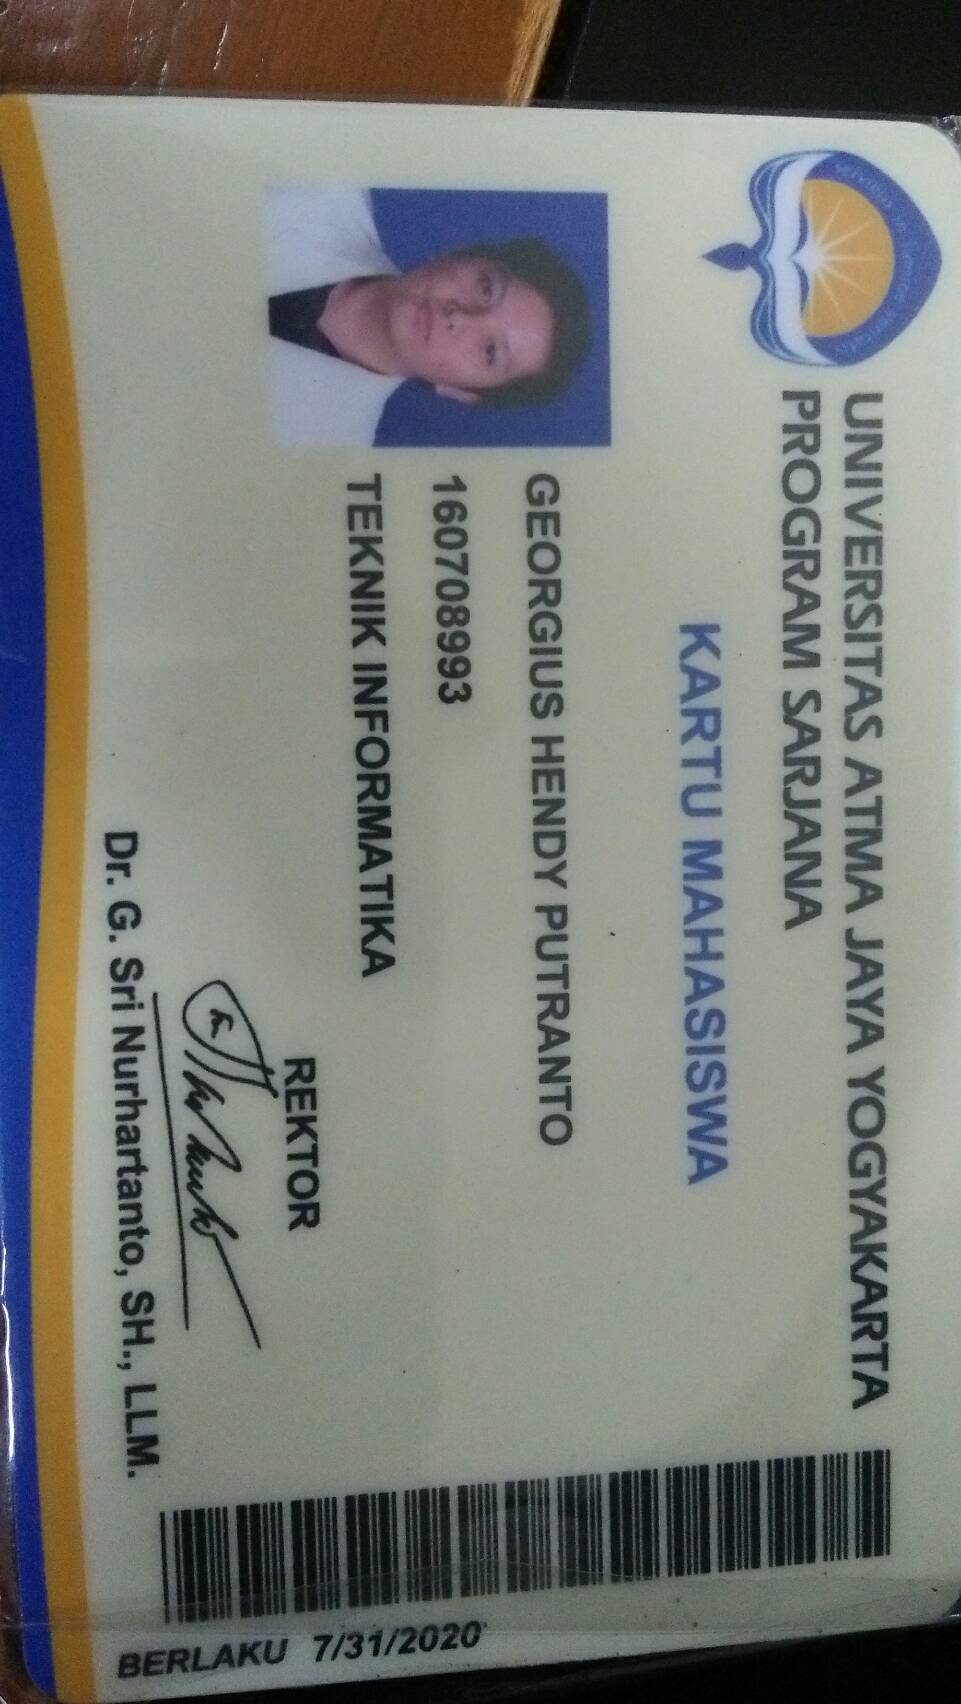 UNIVERSITAS ATMA JAYA YOGYAKARTA
PROGRAM SARJANA
KARTU MAHASISWA
GEORGIUS HENDY PUTRANTO
160708993
TEKNIK INFORMATIKA
REKTOR
Dr. G. Sri Nurhartanto, SH., LLM.
BERLAKU 7/31/2020